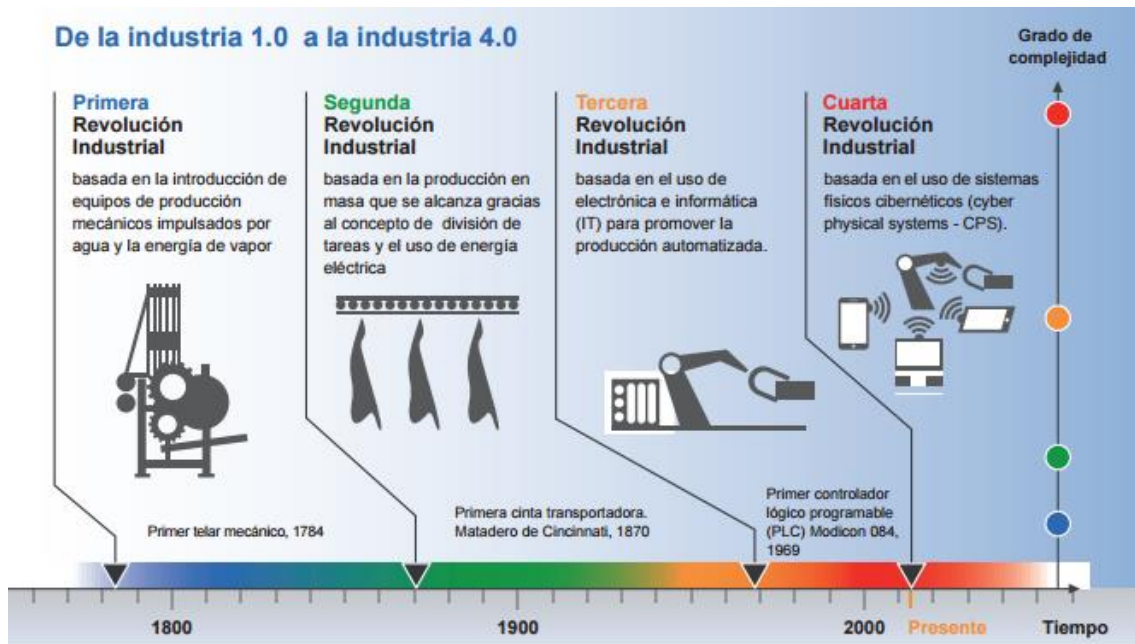 De la industria 1.0 a la industria 4.0
Grado de
complejidad
Primera
Revolución
Industrial
basada en la introducción de
equipos de producción
mecánicos impulsados por
agua y la energía de vapor
Segunda
Revolución
Industrial
basada en la producción en
masa que se alcanza gracias
al concepto de división de
tareas y el uso de energía
eléctrica
Tercera
Revolución
Industrial
basada en el uso de
electrónica e informática
(IT) para promover la
producción automatizada.
Cuarta
Revolución
Industrial
basada en el uso de sistemas
físicos cibernéticos (cyber
physical systems - CPS).
Primer telar mecánico, 1784
Primera cinta transportadora.
Matadero de Cincinnati, 1870
Primer controlador
lógico programable
(PLC) Modicon 084,
1969
1800
1900
2000
Presente
Tiempo